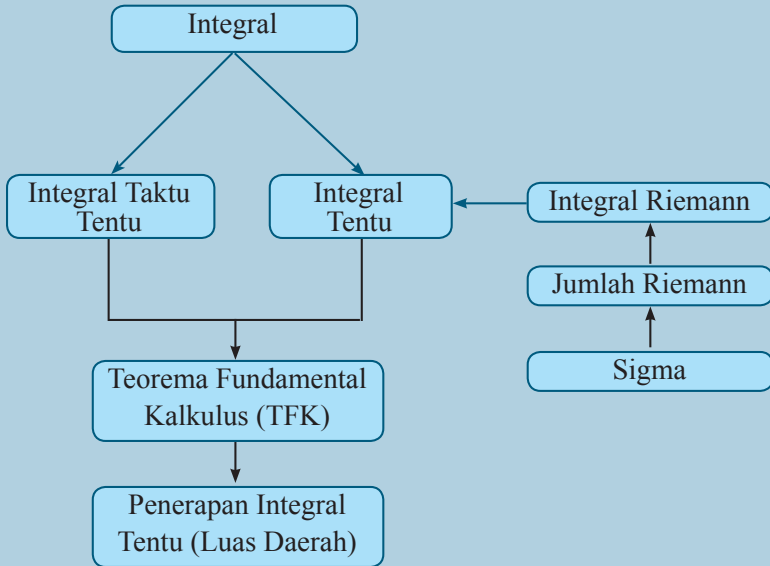 Integral
Integral Taktu
Tentu
Integral
Tentu
Integral Riemann
Jumlah Riemann
Sigma
Teorema Fundamental
Kalkulus (TFK)
Penerapan Integral
Tentu (Luas Daerah)